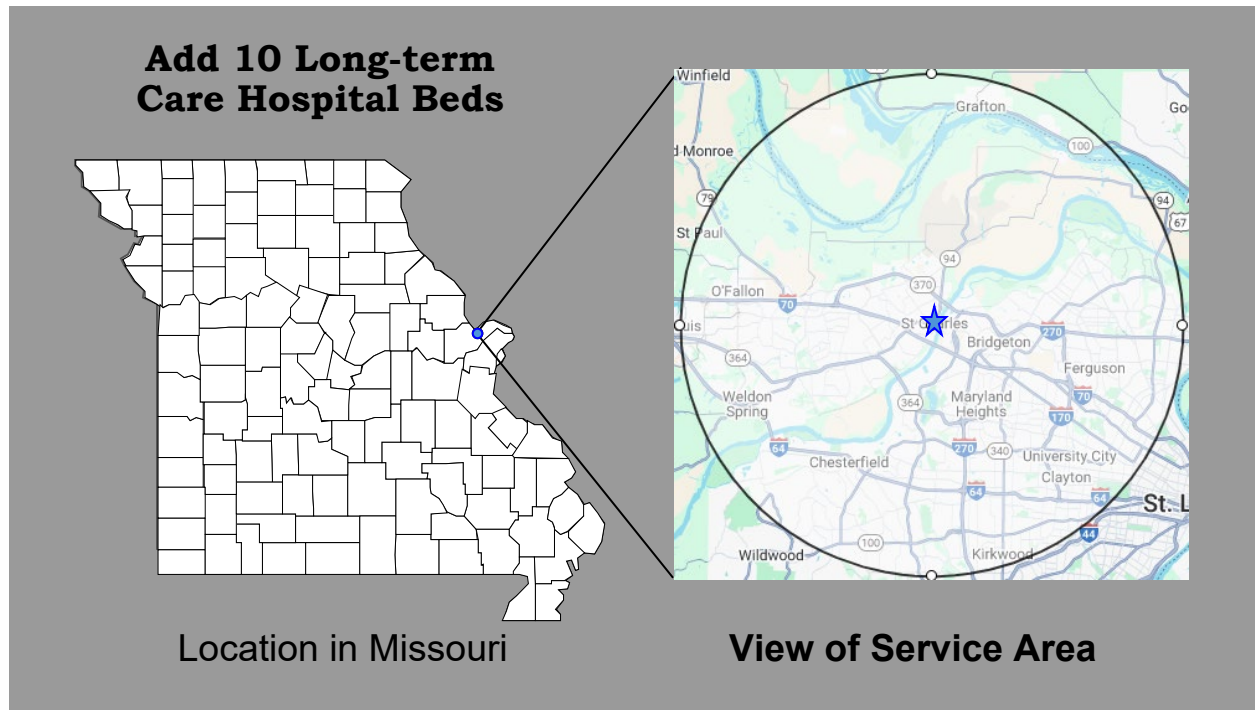 Add 10 Long-term
Care Hospital Beds
Location in Missouri
Winfield
Grafton
Go
d Monroe
100
79
94
67
St Paul
94
370
O'Fallon
70
uis
St Charles
270
Bridgeton
364
Ferguson
70
Weldon
Spring
364
Maryland
Heights
170
64
270
340
University City
Chesterfield
Clayton
64
64
St. L
44
100
Wildwood
Kirkwood
View of Service Area